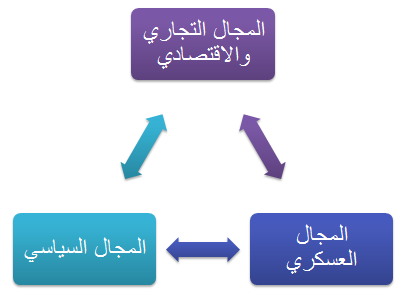 المجال التجاري
والاقتصادي
المجال
العسكري
المجال السياسي